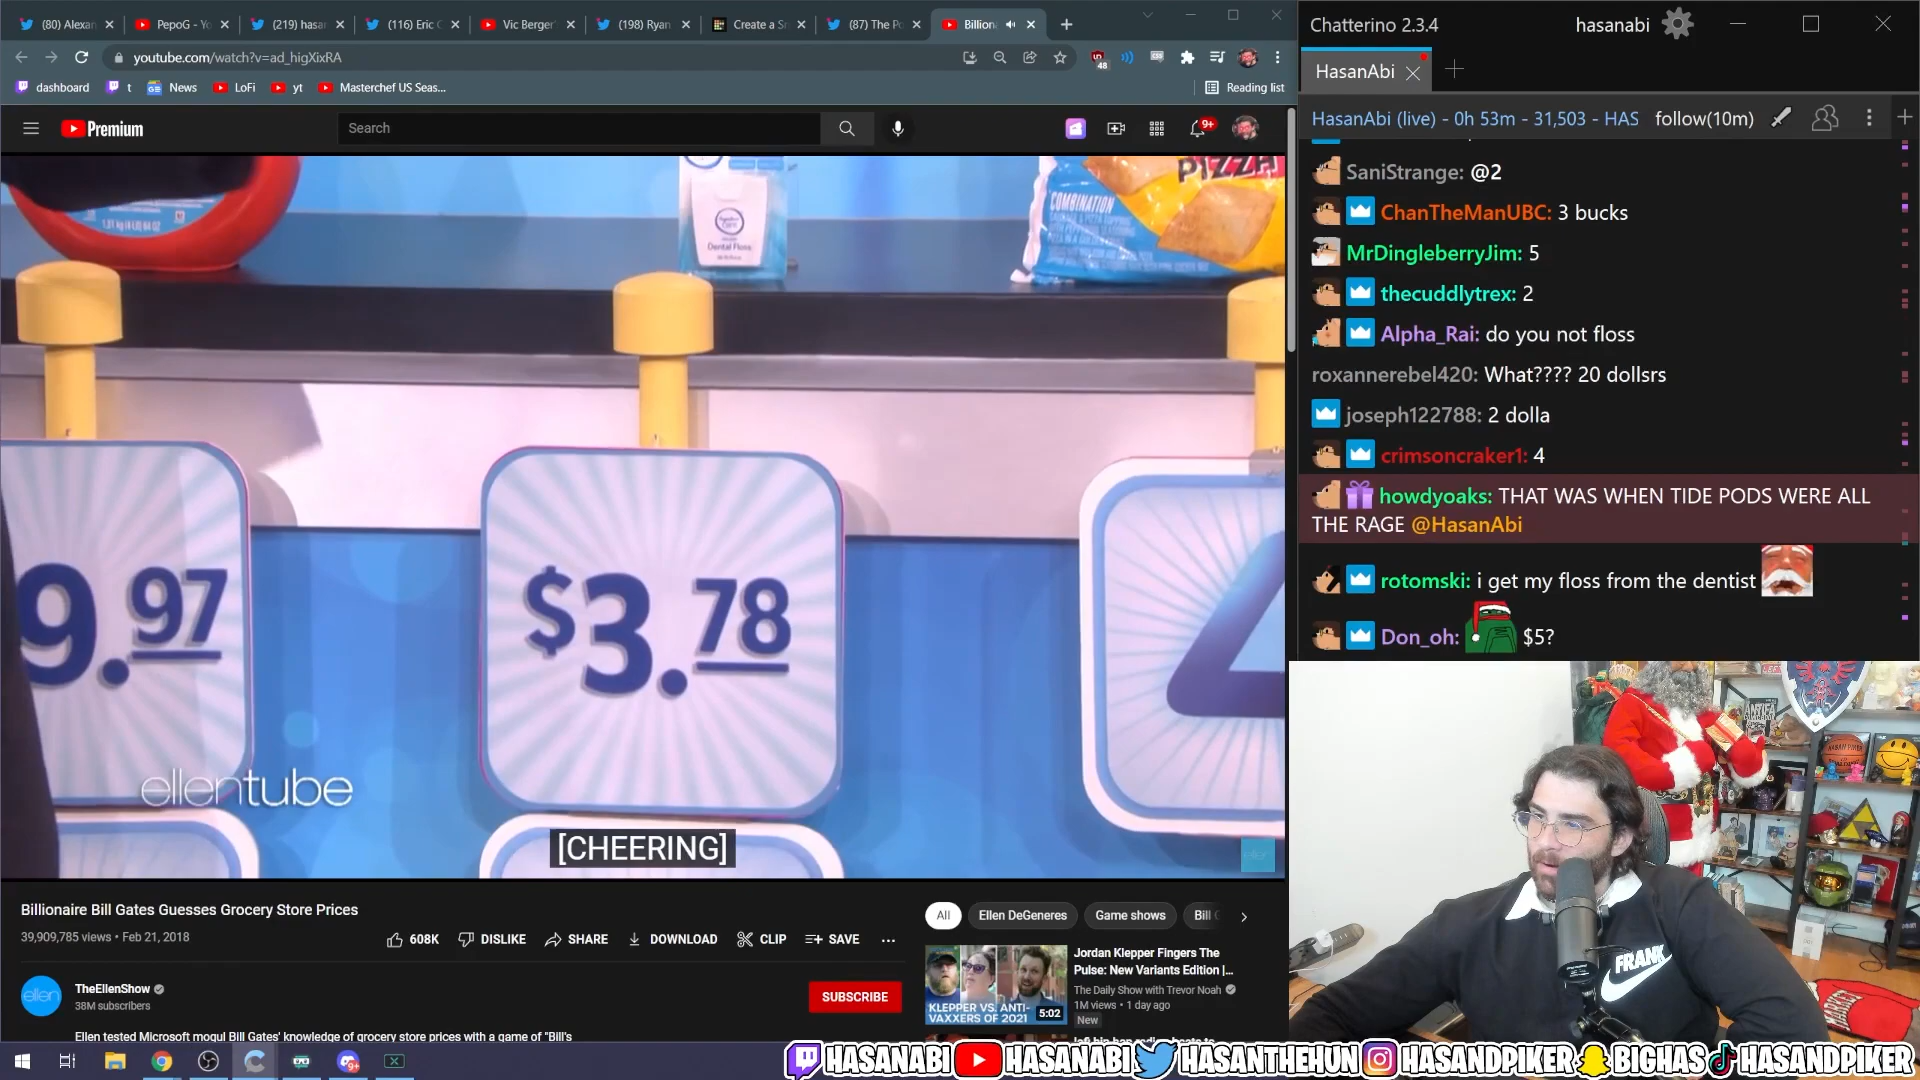 (80) Alexan
PepoG - Yo
(219) hasar
(116) Eric C
Vic Berger'
(198) Ryan
Create a Sn
(87) The Po
Billion
youtube.com/watch?v=ad_higXixRA
48
dashboard
t
News
LoFi
yt
Masterchef US Seas...
Reading list
Premium
Search
9+
Dental Floss
PIZZA
COMBINATION
9.97
$3.78
ellentube
[CHEERING]
Billionaire Bill Gates Guesses Grocery Store Prices
39,909,785 views • Feb 21, 2018
608K
DISLIKE
SHARE
DOWNLOAD
CLIP
SAVE
ellen
TheEllenShow
38M subscribers
SUBSCRIBE
Ellen tested Microsoft mogul Bill Gates' knowledge of grocery store prices with a game of "Bill's
All
Ellen DeGeneres
Game shows
Bill G
KLEPPER VS. ANTI-
VAXXERS OF 2021
5:02
Jordan Klepper Fingers The
Pulse: New Variants Edition |...
The Daily Show with Trevor Noah
1M views • 1 day ago
New
Chatterino 2.3.4
hasanabi
HasanAbi
HasanAbi (live) - 0h 53m - 31,503 - HAS
follow(10m)
SaniStrange: @2
ChanTheManUBC: 3 bucks
MrDingleberryJim: 5
thecuddlytrex: 2
Alpha_Rai: do you not floss
roxannerebel420: What???? 20 dollsrs
joseph122788: 2 dolla
crimsoncraker1: 4
howdyoaks: THAT WAS WHEN TIDE PODS WERE ALL
THE RAGE @HasanAbi
rotomski: i get my floss from the dentist
Don_oh: $5?
ANTIFA
HASAN PIKER
FRANK
HASANABI
HASANABI
HASANTHEHUN
HASANDPIKER
BIGHAS
HASANDPIKER